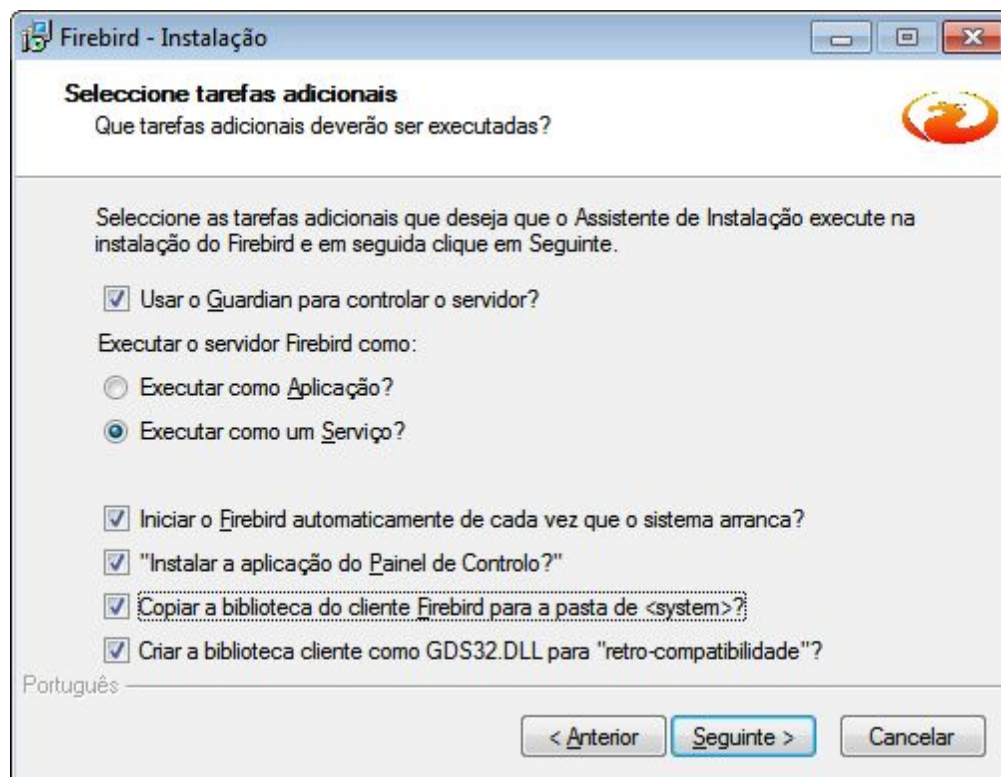 Firebird - Instalação
Seleccione tarefas adicionais
Que tarefas adicionais deverão ser executadas?
Seleccione as tarefas adicionais que deseja que o Assistente de Instalação execute na
instalação do Firebird e em seguida clique em Seguinte.
Usar o Guardian para controlar o servidor?
Executar o servidor Firebird como:
Executar como Aplicação?
Executar como um Serviço?
Iniciar o Firebird automaticamente de cada vez que o sistema arranca?
"Instalar a aplicação do Painel de Controlo?"
Copiar a biblioteca do cliente Firebird para a pasta de <system>?
Criar a biblioteca cliente como GDS32.DLL para "retro-compatibilidade"?
Português
< Anterior
Seguinte >
Cancelar